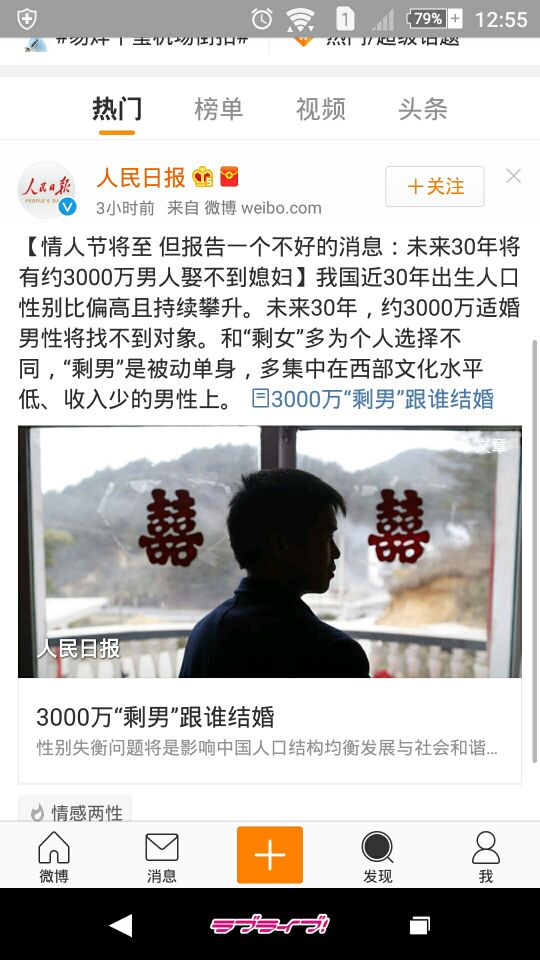 1
79%
12:55
热门/超级话题
热门 榜单 视频 头条
人民日报
PEOPLE'S D
人民日报
+关注
3小时前 来自 微博 weibo.com
【情人节将至 但报告一个不好的消息：未来30年将
有约3000万男人娶不到媳妇】我国近30年出生人口
性别比偏高且持续攀升。未来30年，约3000万适婚
男性将找不到对象。和“剩女”多为个人选择不
同，“剩男”是被动单身，多集中在西部文化水平
低、收入少的男性上。 3000万“剩男”跟谁结婚
文章
囍 囍
人民日报
3000万“剩男”跟谁结婚
性别失衡问题将是影响中国人口结构均衡发展与社会和谐...
情感两性
微博 消息 发现 我
ラブライブ!